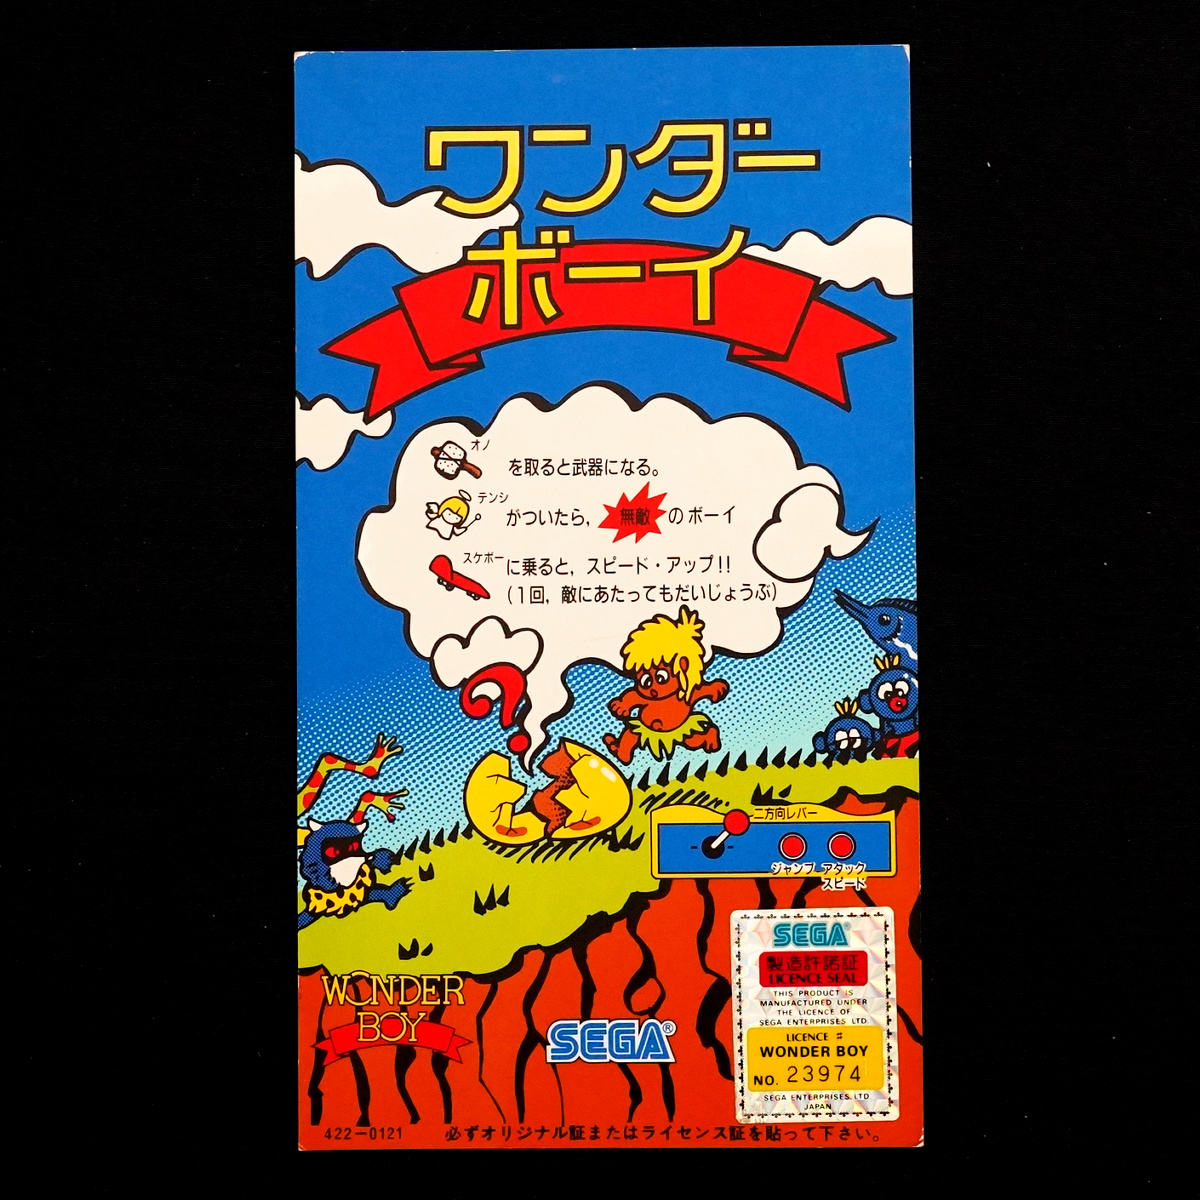 ワンダー
ボーイ
オノ
を取ると武器になる。
テンシ
がついたら, 無敵 のボーイ
スケボー
に乗ると, スピード・アップ!!
(1回, 敵にあたってもだいじょうぶ)
?
二方向レバー
ジャンプ アタック
スピード
SEGA®
製造許諾証
LICENCE SEAL
THIS PRODUCT IS
MANUFACTURED UNDER
THE LICENCE OF
SEGA ENTERPRISES LTD.
LICENCE #
WONDER BOY
NO. 23974
SEGA ENTERPRISES.LTD
JAPAN
WONDER
BOY
SEGA®
422-0121
必ずオリジナル証またはライセンス証を貼って下さい。